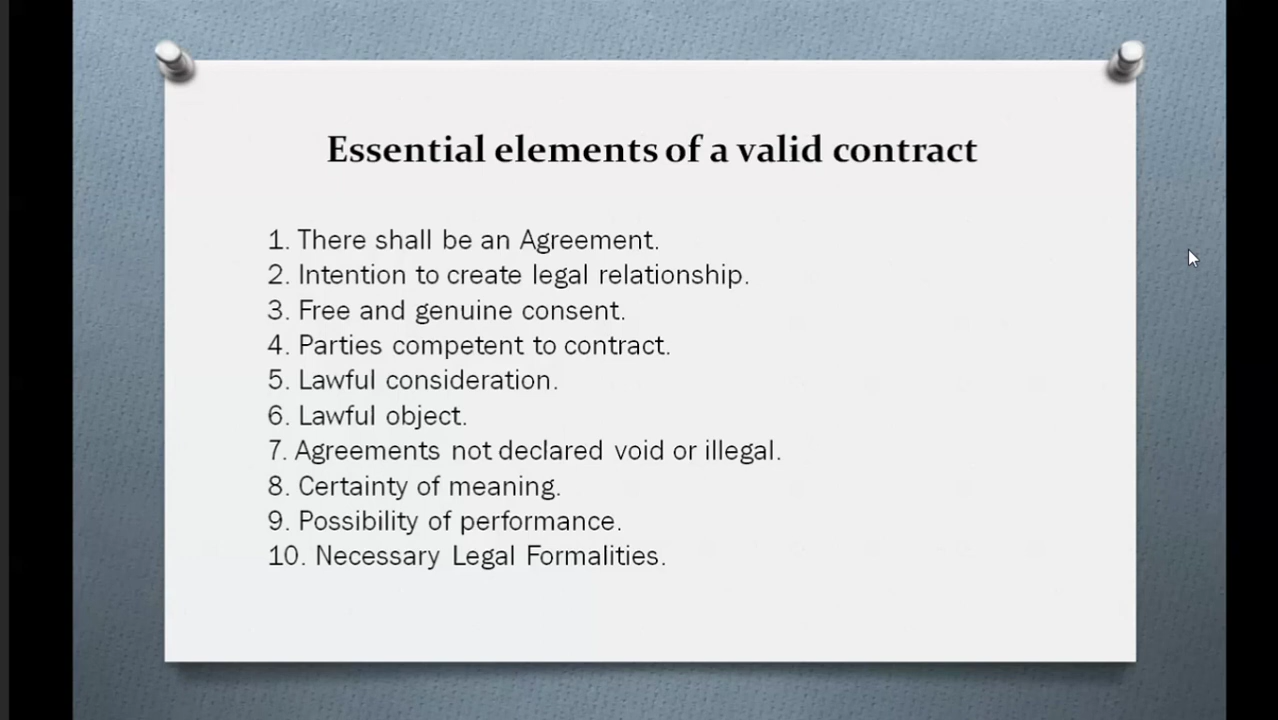 Essential elements of a valid contract
1. There shall be an Agreement.
2. Intention to create legal relationship.
3. Free and genuine consent.
4. Parties competent to contract.
5. Lawful consideration.
6. Lawful object.
7. Agreements not declared void or illegal.
8. Certainty of meaning.
9. Possibility of performance.
10. Necessary Legal Formalities.